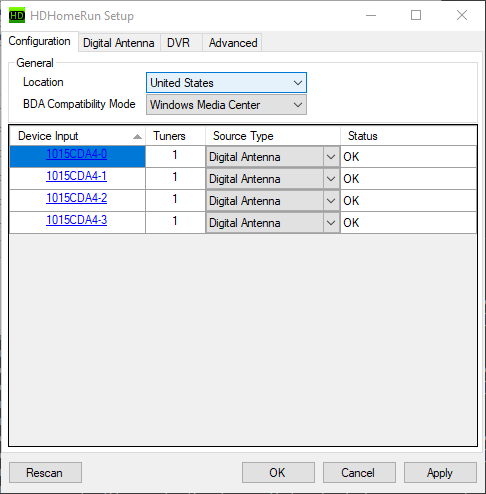 HD HDHomeRun Setup
Configuration Digital Antenna DVR Advanced
General
Location United States
BDA Compatibility Mode Windows Media Center
Device Input Tuners Source Type Status
1015CDA4-0 1 Digital Antenna OK
1015CDA4-1 1 Digital Antenna OK
1015CDA4-2 1 Digital Antenna OK
1015CDA4-3 1 Digital Antenna OK
Rescan OK Cancel Apply